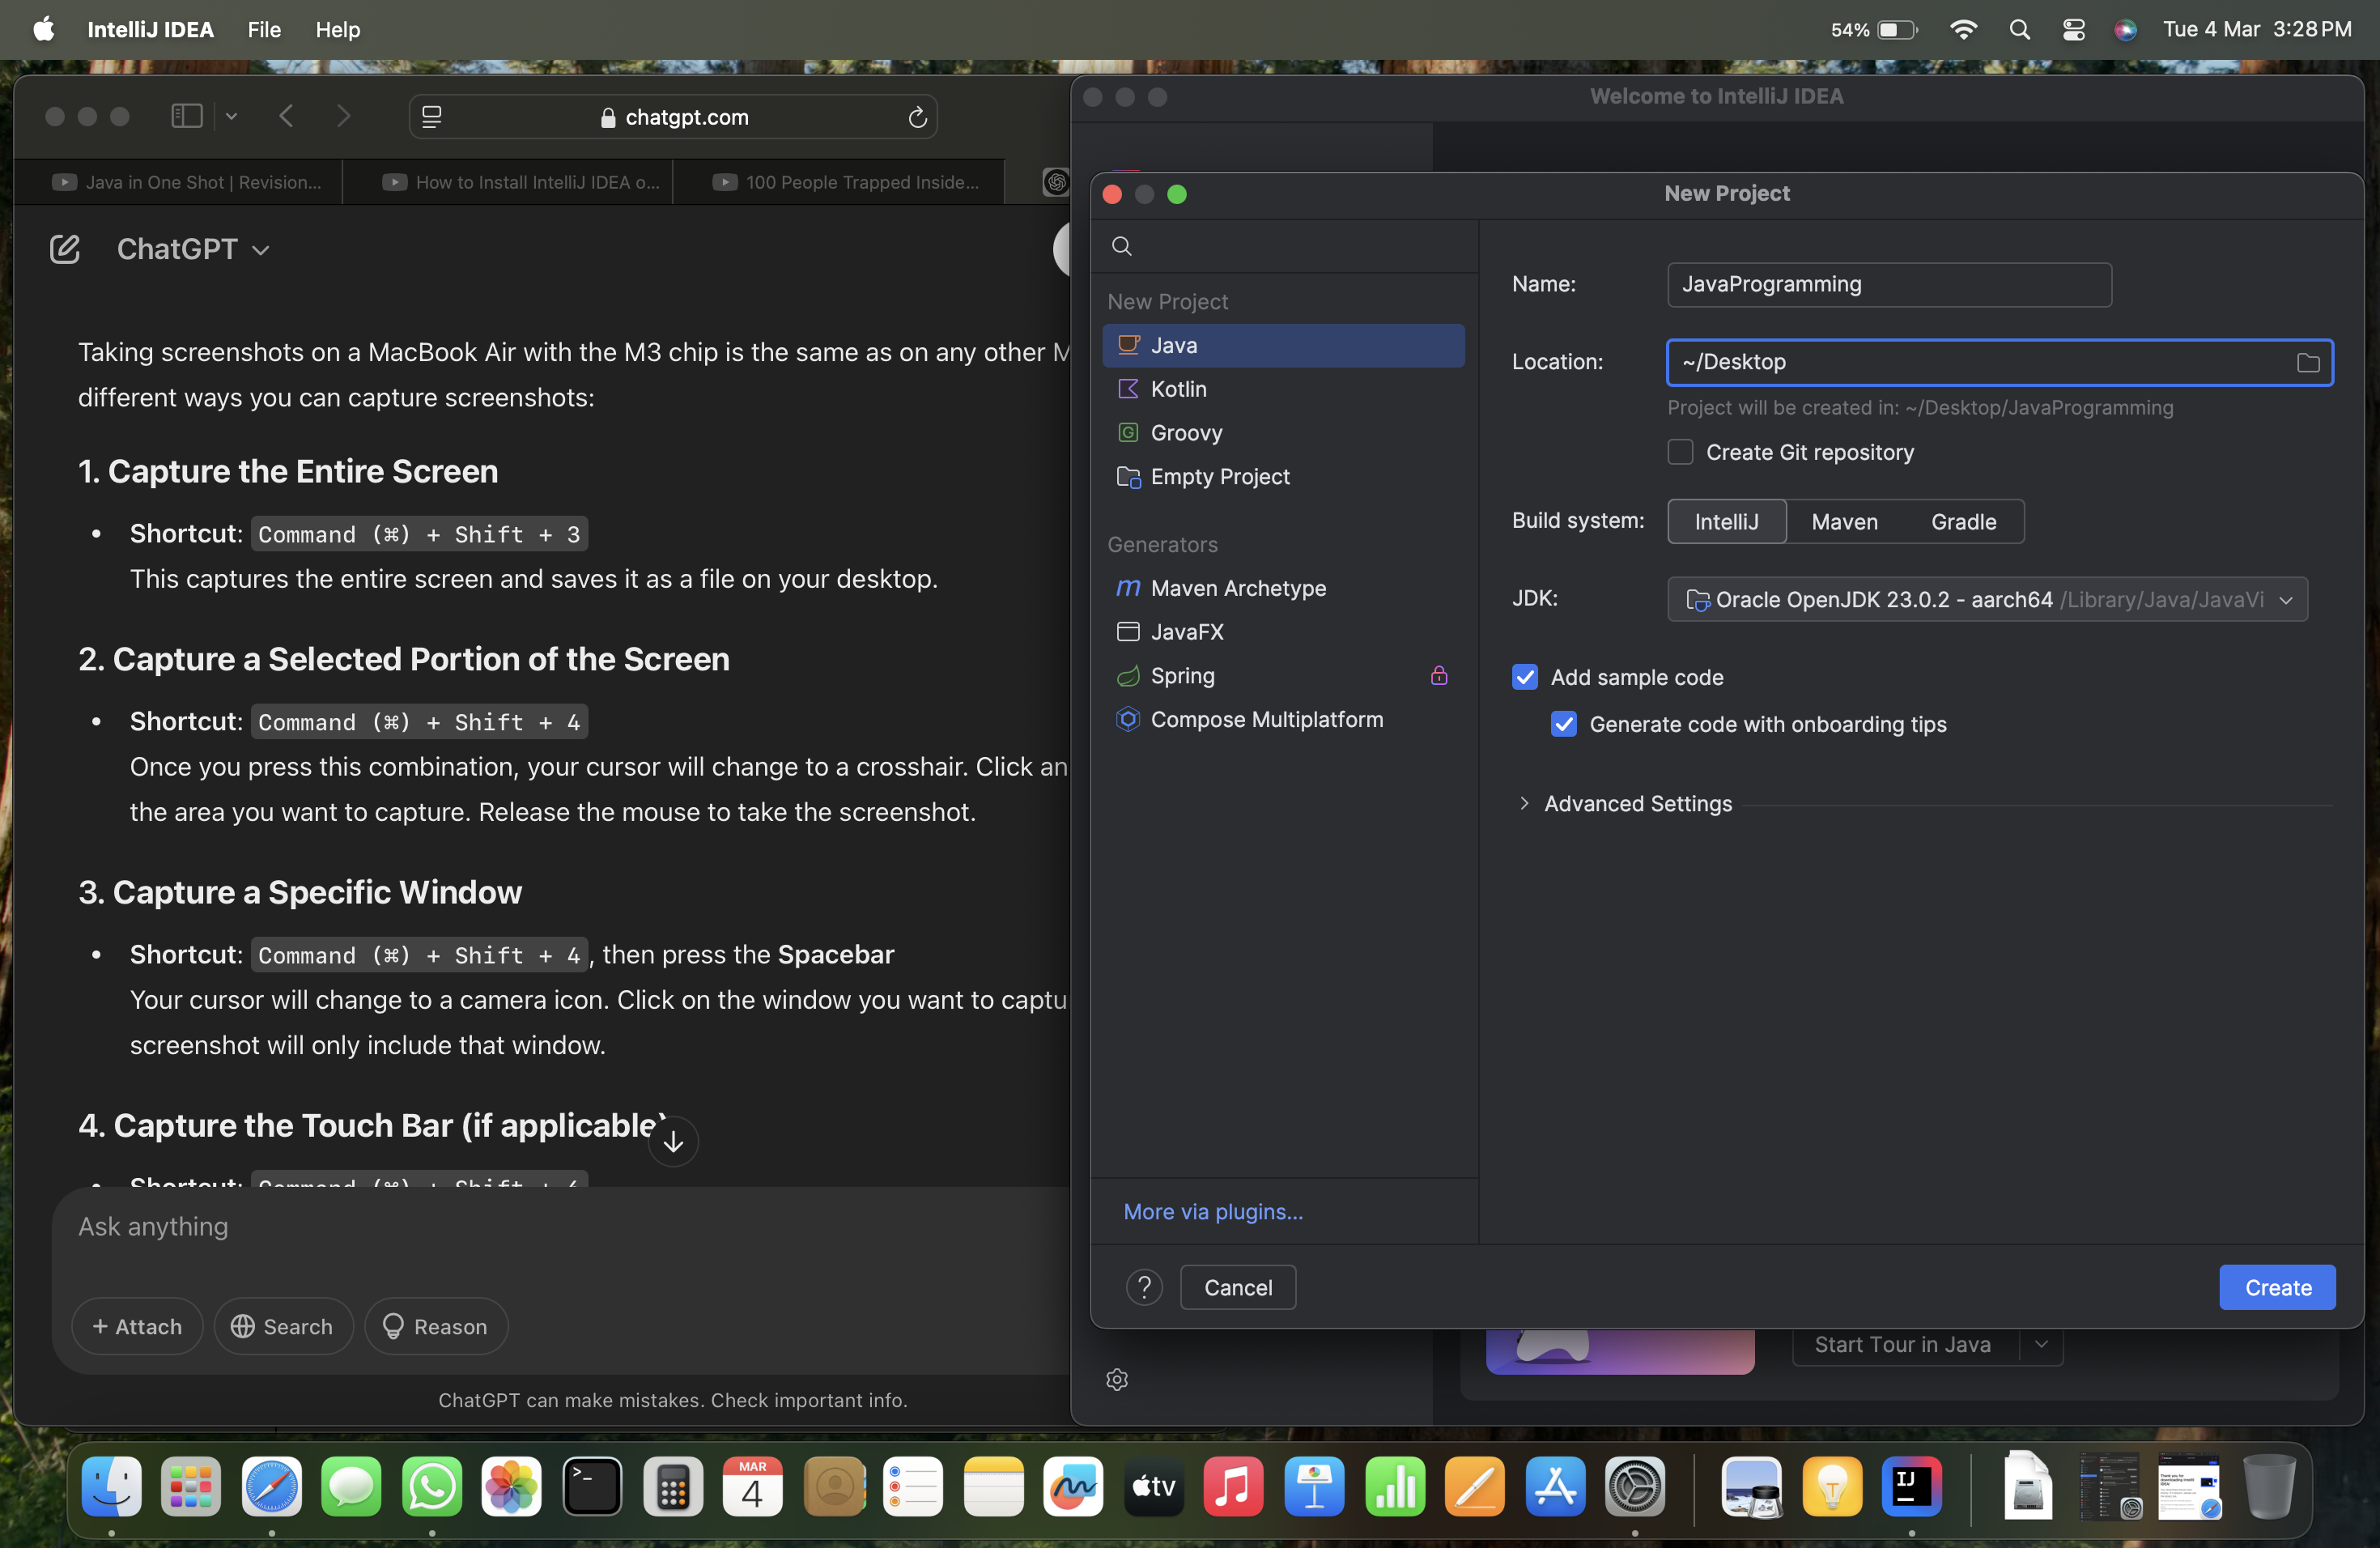 IntelliJ IDEA File Help
54% Tue 4 Mar 3:28 PM
chatgpt.com
Java in One Shot | Revision...
How to Install IntelliJ IDEA o...
100 People Trapped Inside...
ChatGPT
Taking screenshots on a MacBook Air with the M3 chip is the same as on any other M
different ways you can capture screenshots:
1. Capture the Entire Screen
• Shortcut: Command (⌘) + Shift + 3
This captures the entire screen and saves it as a file on your desktop.
2. Capture a Selected Portion of the Screen
• Shortcut: Command (⌘) + Shift + 4
Once you press this combination, your cursor will change to a crosshair. Click an
the area you want to capture. Release the mouse to take the screenshot.
3. Capture a Specific Window
• Shortcut: Command (⌘) + Shift + 4, then press the Spacebar
Your cursor will change to a camera icon. Click on the window you want to captu
screenshot will only include that window.
4. Capture the Touch Bar (if applicable)
• Shortcut: Command (⌘) + Shift + 6
Ask anything
+ Attach
Search
Reason
ChatGPT can make mistakes. Check important info.
Welcome to IntelliJ IDEA
New Project
New Project
Java
Kotlin
Groovy
Empty Project
Generators
Maven Archetype
JavaFX
Spring
Compose Multiplatform
More via plugins...
Name: JavaProgramming
Location: ~/Desktop
Project will be created in: ~/Desktop/JavaProgramming
Create Git repository
Build system: IntelliJ Maven Gradle
JDK: Oracle OpenJDK 23.0.2 - aarch64 /Library/Java/JavaVi
Add sample code
Generate code with onboarding tips
Advanced Settings
? Cancel
Create
Start Tour in Java
MAR
4
tv
IJ